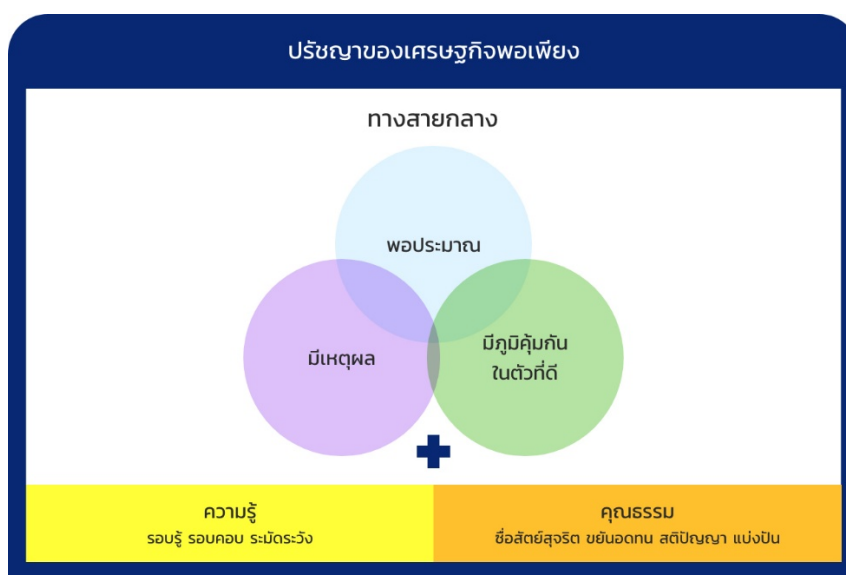 ปรัชญาของเศรษฐกิจพอเพียง
ทางสายกลาง
พอประมาณ
มีเหตุผล
มีภูมิคุ้มกัน
ในตัวที่ดี
ความรู้
รอบรู้ รอบคอบ ระมัดระวัง
คุณธรรม
ซื่อสัตย์สุจริต ขยันอดทน สติปัญญา แบ่งปัน